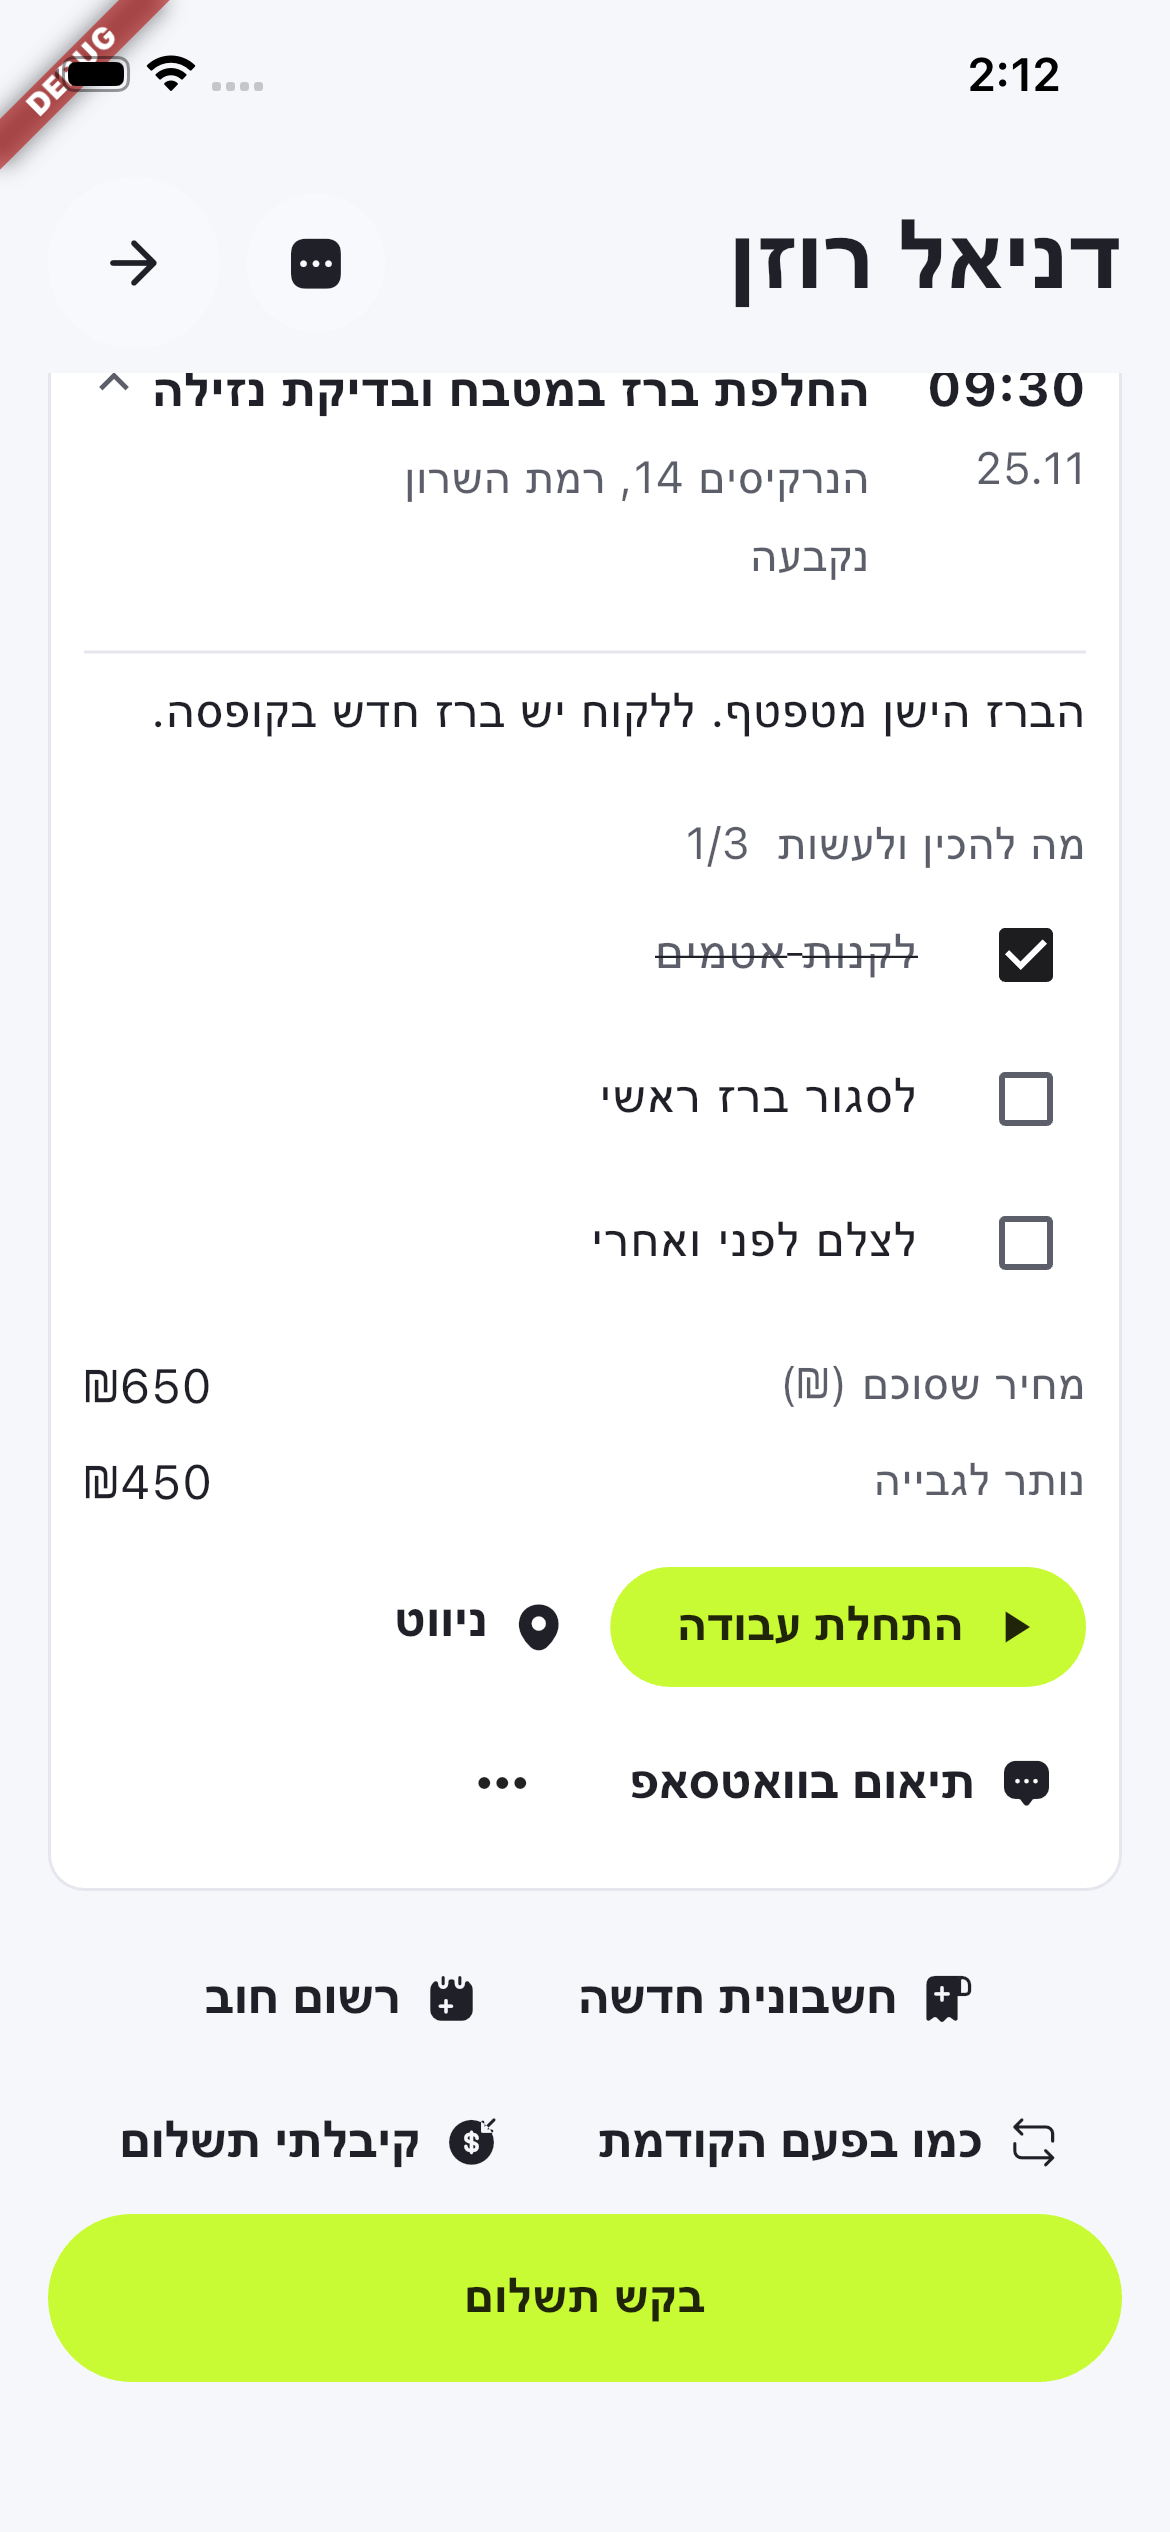 2:12
DEBUG
דניאל רוזן
09:30
החלפת ברז במטבח ובדיקת נזילה
25.11
הנרקיסים 14, רמת השרון
נקבעה
הברז הישן מטפטף. ללקוח יש ברז חדש בקופסה.
מה להכין ולעשות 1/3
לקנות אטמים
לסגור ברז ראשי
לצלם לפני ואחרי
מחיר שסוכם (₪) ₪650
נותר לגבייה ₪450
התחלת עבודה ניווט
תיאום בוואטסאפ
חשבונית חדשה רשום חוב
כמו בפעם הקודמת קיבלתי תשלום
בקש תשלום